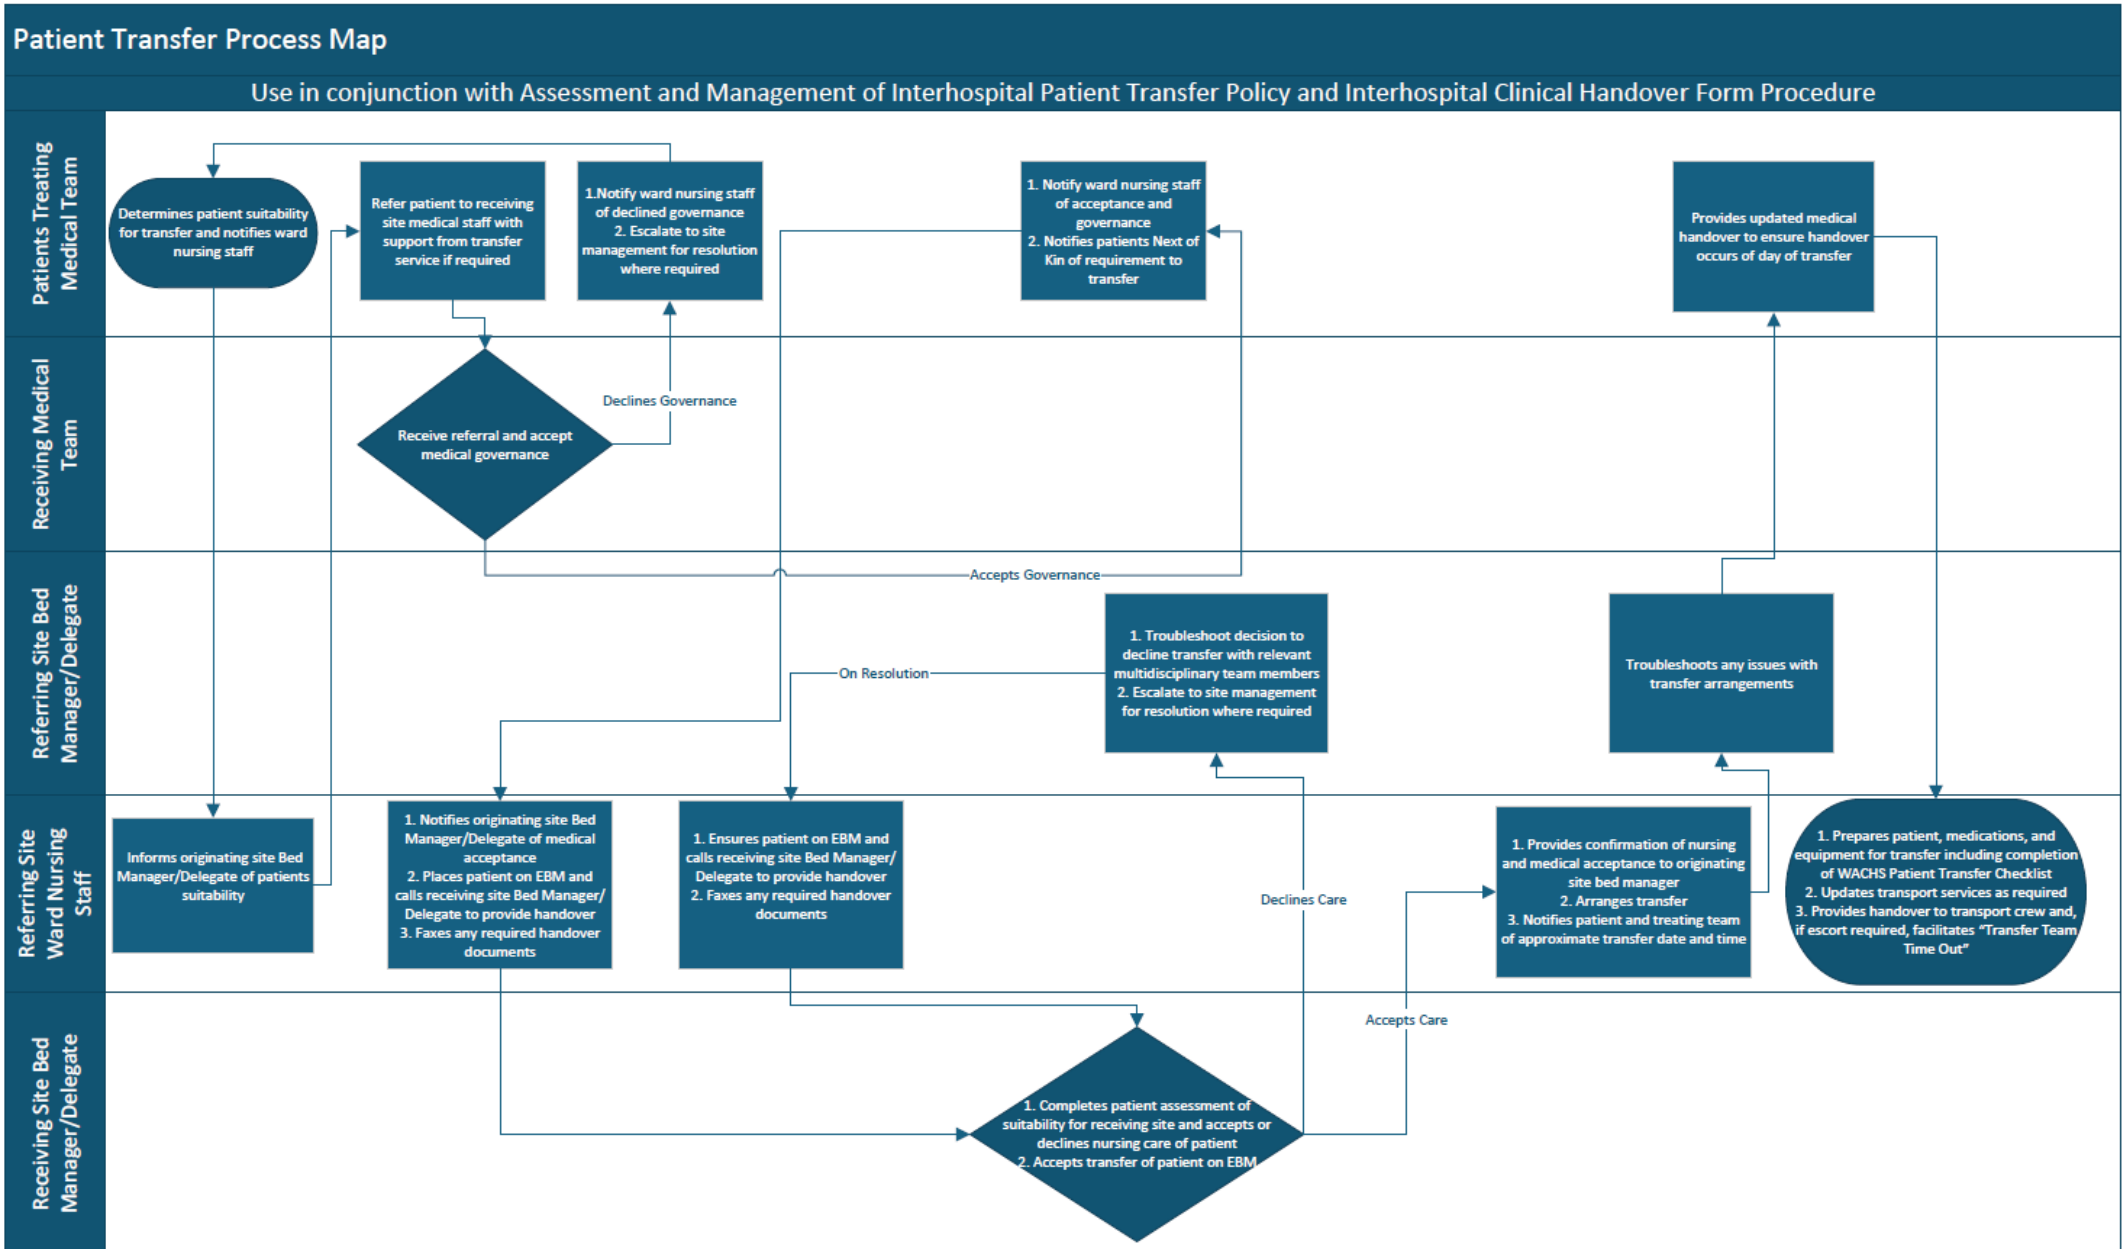 Patient Transfer Process Map
Use in conjunction with Assessment and Management of Interhospital Patient Transfer Policy and Interhospital Clinical Handover Form Procedure
Patients Treating
Medical Team
Determines patient suitability
for transfer and notifies ward
nursing staff
Refer patient to receiving
site medical staff with
support from transfer
service if required
1.Notify ward nursing staff
of declined governance
2. Escalate to site
management for resolution
where required
1. Notify ward nursing staff
of acceptance and
governance
2. Notifies patients Next of
Kin of requirement to
transfer
Provides updated medical
handover to ensure handover
occurs of day of transfer
Receiving Medical
Team
Receive referral and accept
medical governance
Declines Governance
Accepts Governance
Referring Site Bed
Manager/Delegate
On Resolution
1. Troubleshoot decision to
decline transfer with relevant
multidisciplinary team members
2. Escalate to site management
for resolution where required
Troubleshoots any issues with
transfer arrangements
Referring Site
Ward Nursing
Staff
Informs originating site Bed
Manager/Delegate of patients
suitability
1. Notifies originating site Bed
Manager/Delegate of medical
acceptance
2. Places patient on EBM and
calls receiving site Bed Manager/
Delegate to provide handover
3. Faxes any required handover
documents
1. Ensures patient on EBM and
calls receiving site Bed Manager/
Delegate to provide handover
2. Faxes any required handover
documents
Declines Care
1. Provides confirmation of nursing
and medical acceptance to originating
site bed manager
2. Arranges transfer
3. Notifies patient and treating team
of approximate transfer date and time
1. Prepares patient, medications, and
equipment for transfer including completion
of WACHS Patient Transfer Checklist
2. Updates transport services as required
3. Provides handover to transport crew and,
if escort required, facilitates “Transfer Team
Time Out”
Receiving Site Bed
Manager/Delegate
Accepts Care
1. Completes patient assessment of
suitability for receiving site and accepts or
declines nursing care of patient
2. Accepts transfer of patient on EBM